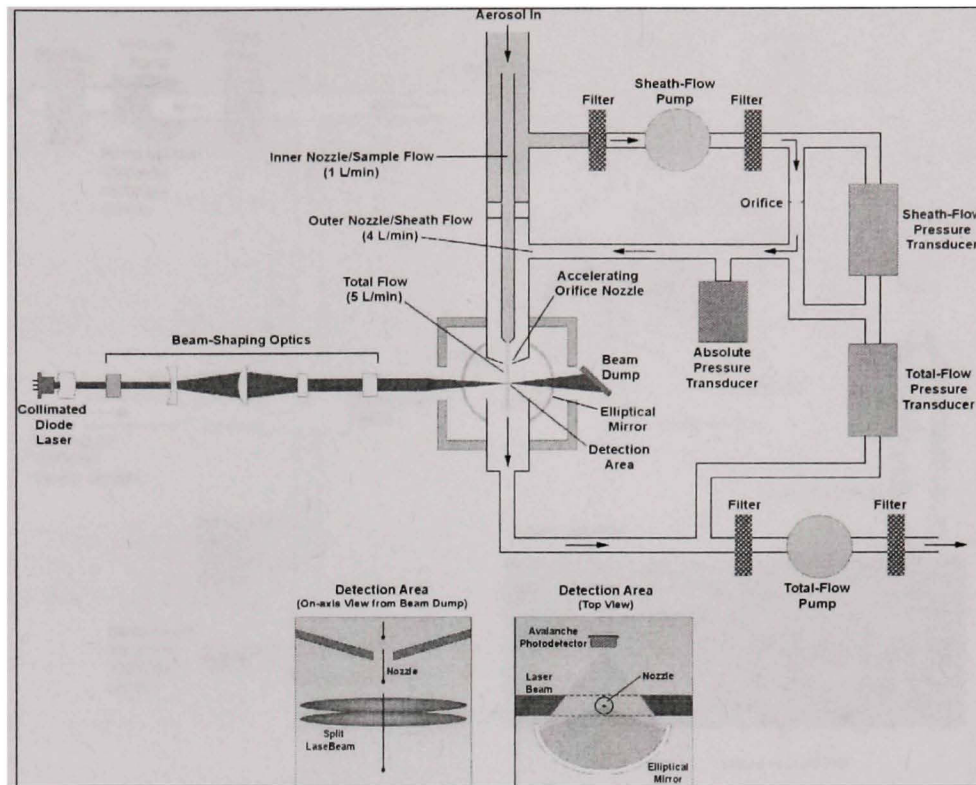 Aerosol In
Sheath-Flow
Pump
Filter
Filter
Inner Nozzle/Sample Flow
(1 L/min)
Orifice
Outer Nozzle/Sheath Flow
(4 L/min)
Sheath-Flow
Pressure
Transducer
Total Flow
(5 L/min)
Accelerating
Orifice Nozzle
Beam-Shaping Optics
Beam
Dump
Absolute
Pressure
Transducer
Total-Flow
Pressure
Transducer
Collimated
Diode
Laser
Elliptical
Mirror
Detection
Area
Filter
Filter
Total-Flow
Pump
Detection Area
(On-axis View from Beam Dump)
Nozzle
Split
LaseBeam
Detection Area
(Top View)
Avalanche
Photodetector
Laser
Beam
Nozzle
Elliptical
Mirror